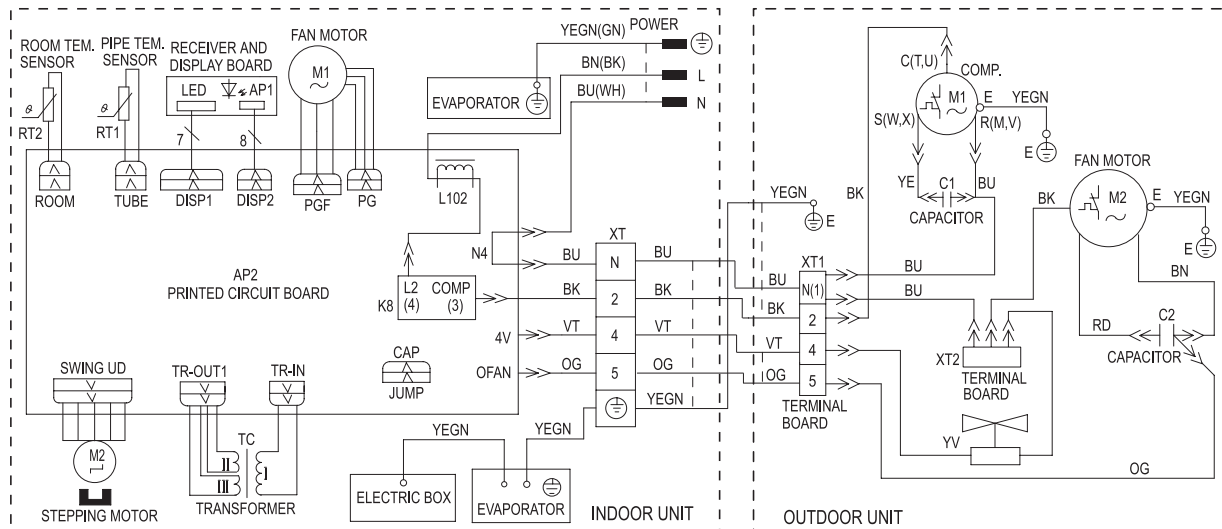 ROOM TEM.
SENSOR
PIPE TEM.
SENSOR
RECEIVER AND
DISPLAY BOARD
FAN MOTOR
M1
LED
AP1
θ
RT2
θ
RT1
7
8
ROOM
TUBE
DISP1
DISP2
PGF
PG
YEGN(GN)
POWER
BN(BK)
L
BU(WH)
N
EVAPORATOR
L102
N4
AP2
PRINTED CIRCUIT BOARD
K8
L2
(4)
COMP
(3)
4V
OFAN
CAP
JUMP
SWING UD
TR-OUT1
TR-IN
M2
STEPPING MOTOR
TC
TRANSFORMER
XT
BU
N
BU
BK
2
BK
VT
4
VT
OG
5
OG
YEGN
YEGN
E
YEGN
YEGN
ELECTRIC BOX
EVAPORATOR
INDOOR UNIT
C(T,U)
COMP.
M1
E
YEGN
S(W,X)
R(M,V)
E
YE
C1
BU
CAPACITOR
BK
FAN MOTOR
BK
M2
E
YEGN
E
XT1
BU
N(1)
BU
BU
BK
2
VT
4
OG
5
TERMINAL
BOARD
BN
RD
C2
CAPACITOR
XT2
TERMINAL
BOARD
YV
OG
OUTDOOR UNIT